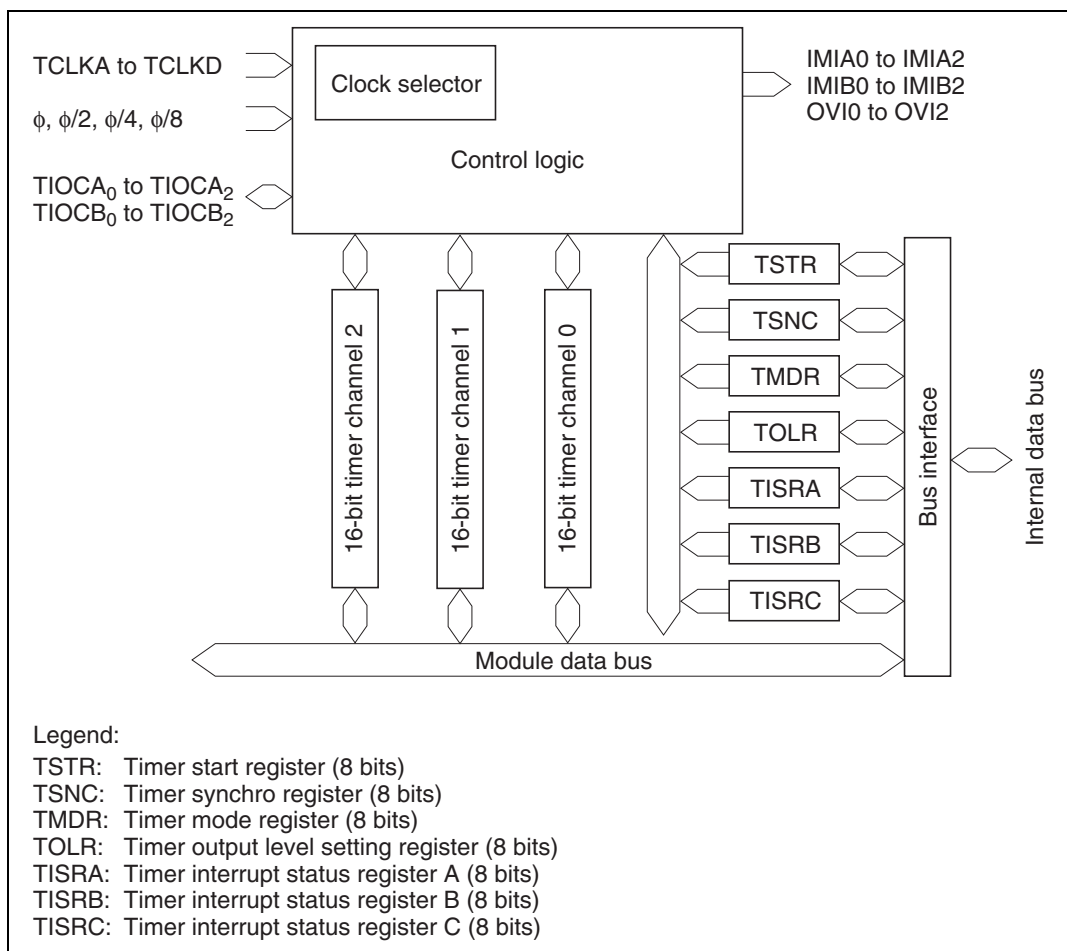 TCLKA to TCLKD
ϕ, ϕ/2, ϕ/4, ϕ/8
TIOCA0 to TIOCA2
TIOCB0 to TIOCB2
Clock selector
Control logic
IMIA0 to IMIA2
IMIB0 to IMIB2
OVI0 to OVI2
16-bit timer channel 2
16-bit timer channel 1
16-bit timer channel 0
TSTR
TSNC
TMDR
TOLR
TISRA
TISRB
TISRC
Bus interface
Internal data bus
Module data bus
Legend:
TSTR: Timer start register (8 bits)
TSNC: Timer synchro register (8 bits)
TMDR: Timer mode register (8 bits)
TOLR: Timer output level setting register (8 bits)
TISRA: Timer interrupt status register A (8 bits)
TISRB: Timer interrupt status register B (8 bits)
TISRC: Timer interrupt status register C (8 bits)